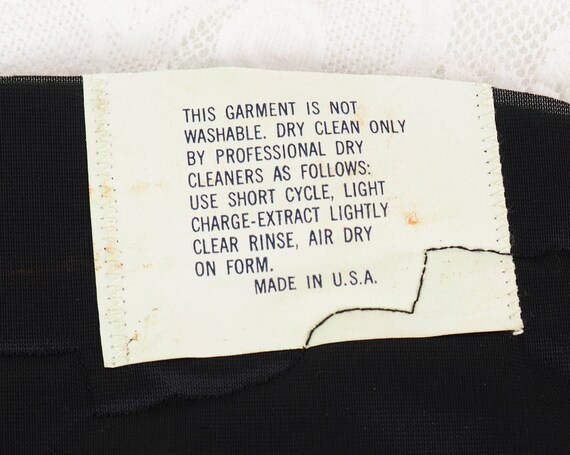 THIS GARMENT IS NOT
WASHABLE. DRY CLEAN ONLY
BY PROFESSIONAL DRY
CLEANERS AS FOLLOWS:
USE SHORT CYCLE, LIGHT
CHARGE-EXTRACT LIGHTLY
CLEAR RINSE, AIR DRY
ON FORM.
MADE IN U.S.A.